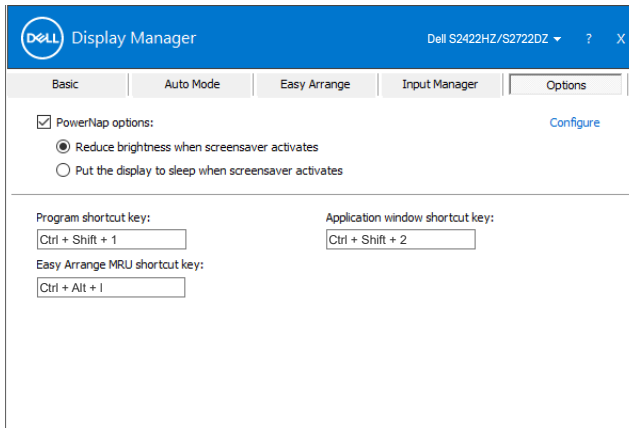 DELL Display Manager Dell S2422HZ/S2722DZ ? X
Basic Auto Mode Easy Arrange Input Manager Options
PowerNap options: Configure
Reduce brightness when screensaver activates
Put the display to sleep when screensaver activates
Program shortcut key: Application window shortcut key:
Ctrl + Shift + 1 Ctrl + Shift + 2
Easy Arrange MRU shortcut key:
Ctrl + Alt + l